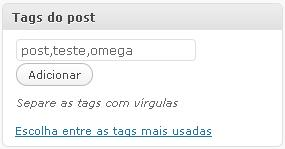 Tags do post
post,teste,omega
Adicionar
Separe as tags com vírgulas
Escolha entre as tags mais usadas